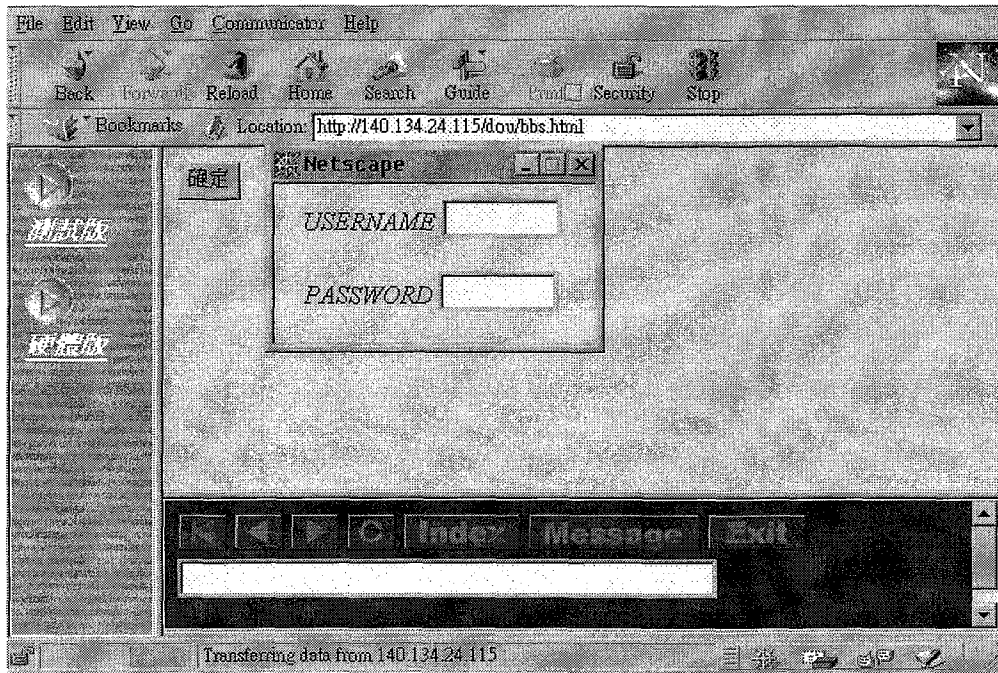 File Edit View Go Communicator Help
Back Forward Reload Home Search Guide Print Security Stop
Bookmarks Location: http://140.134.24.115/dou/bbs.html
測試版
硬體版
確定
Netscape
USERNAME
PASSWORD
Index Message Exit
Transferring data from 140.134.24.115